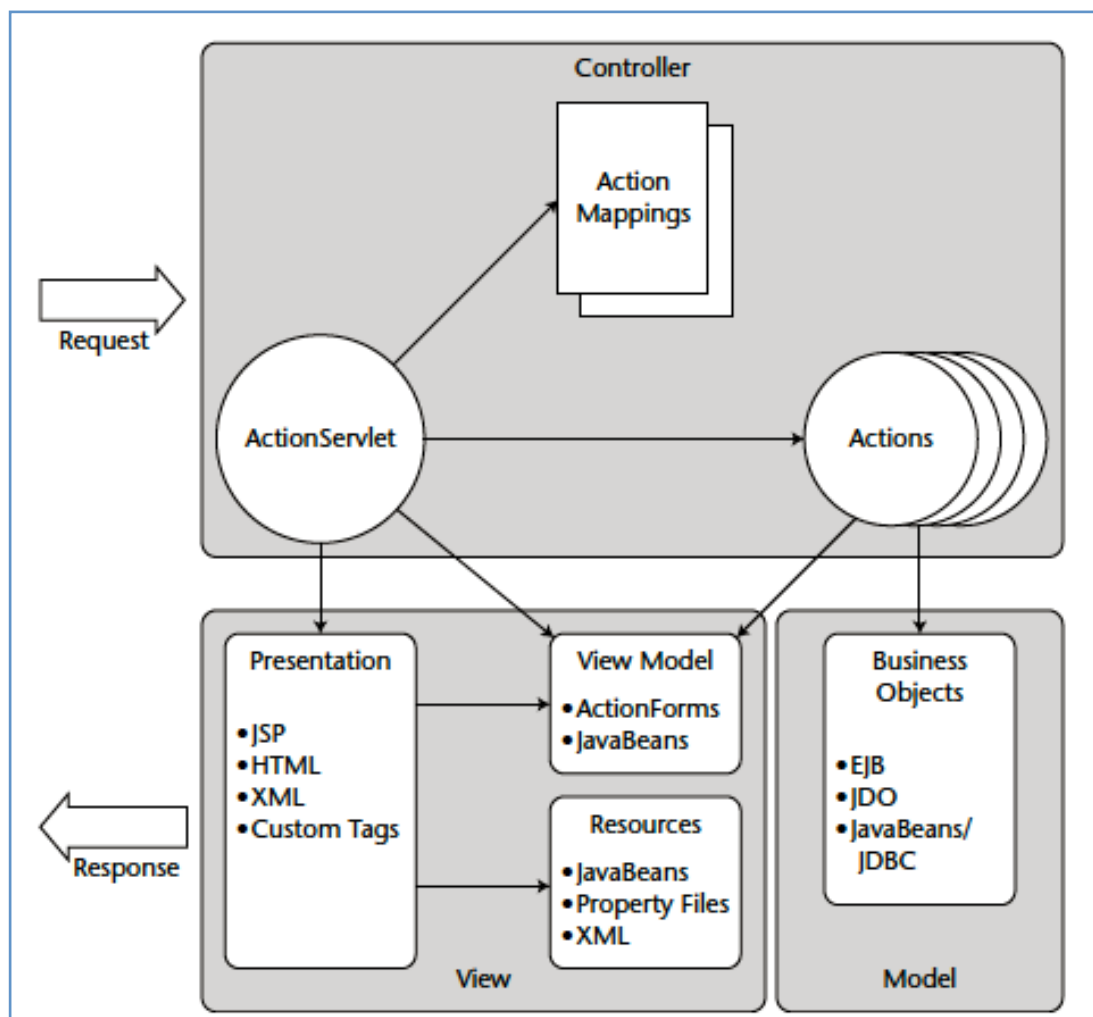 Controller
Action
Mappings
Request
ActionServlet
Actions
Presentation
•JSP
•HTML
•XML
•Custom Tags
View Model
•ActionForms
•JavaBeans
Business
Objects
•EJB
•JDO
•JavaBeans/
JDBC
Resources
•JavaBeans
•Property Files
•XML
Response
View
Model